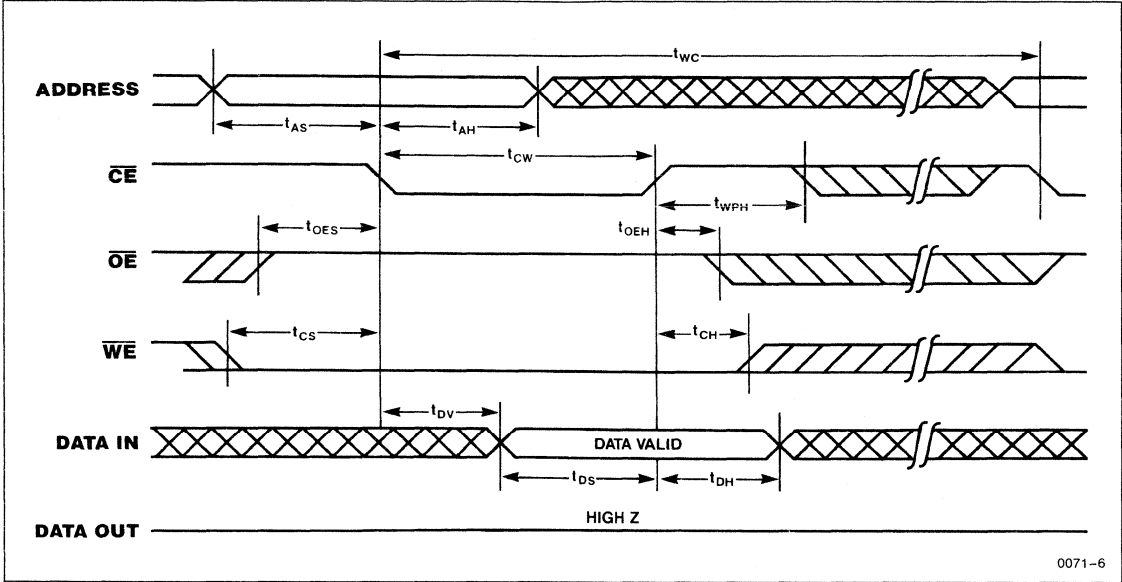 tWC
ADDRESS
tAS
tAH
tCW
CE
tWPH
tOES
tOEH
OE
tCS
tCH
WE
tDV
DATA IN
DATA VALID
tDS
tDH
HIGH Z
DATA OUT
0071-6